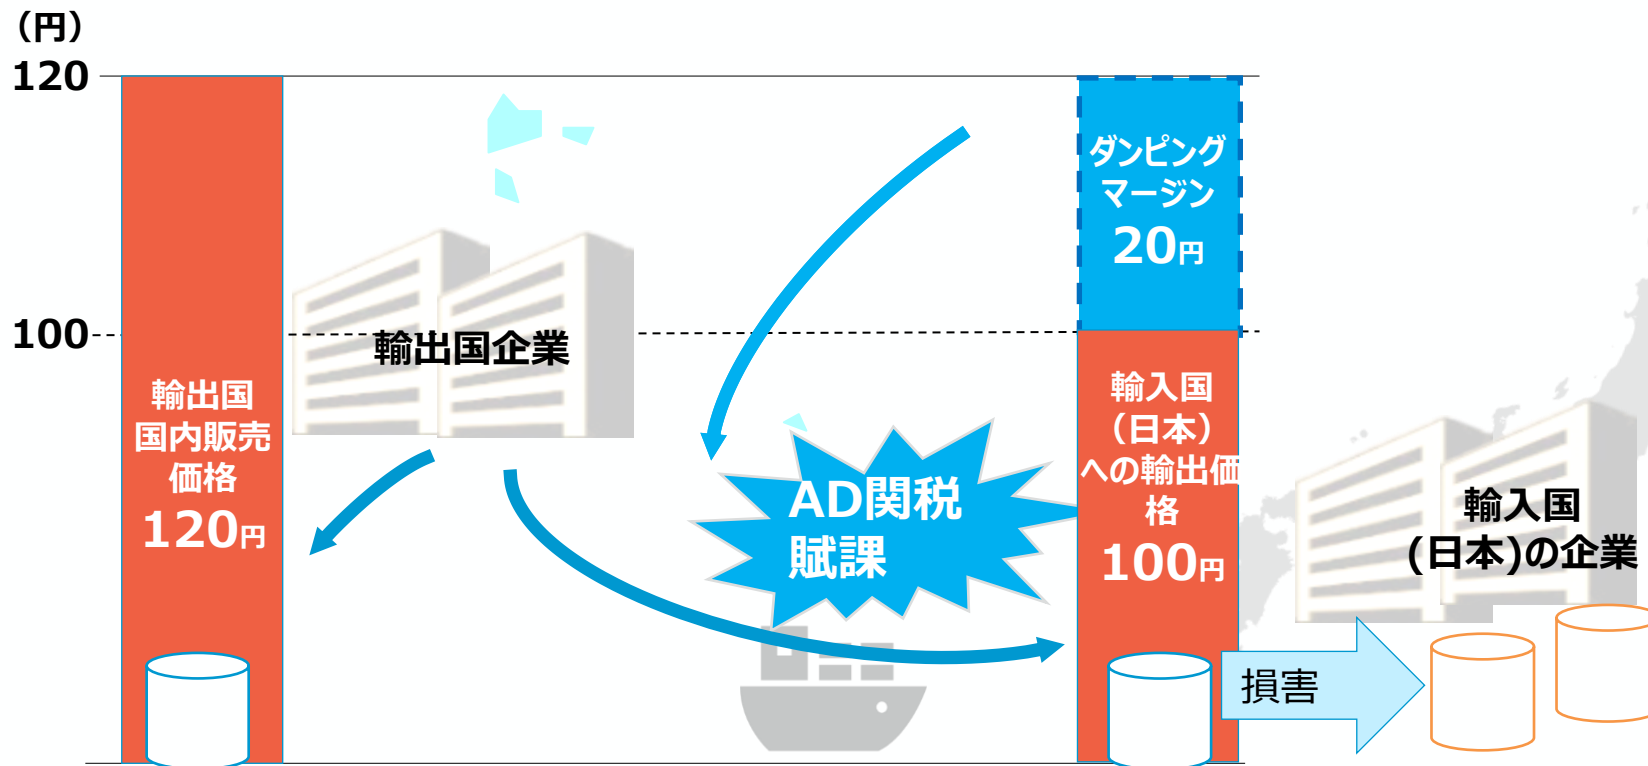 （円）
120
100
輸出国
国内販売
価格
120円
輸出国企業
AD関税
賦課
ダンピング
マージン
20円
輸入国
（日本）
への輸出価
格
100円
損害
輸入国
(日本)の企業